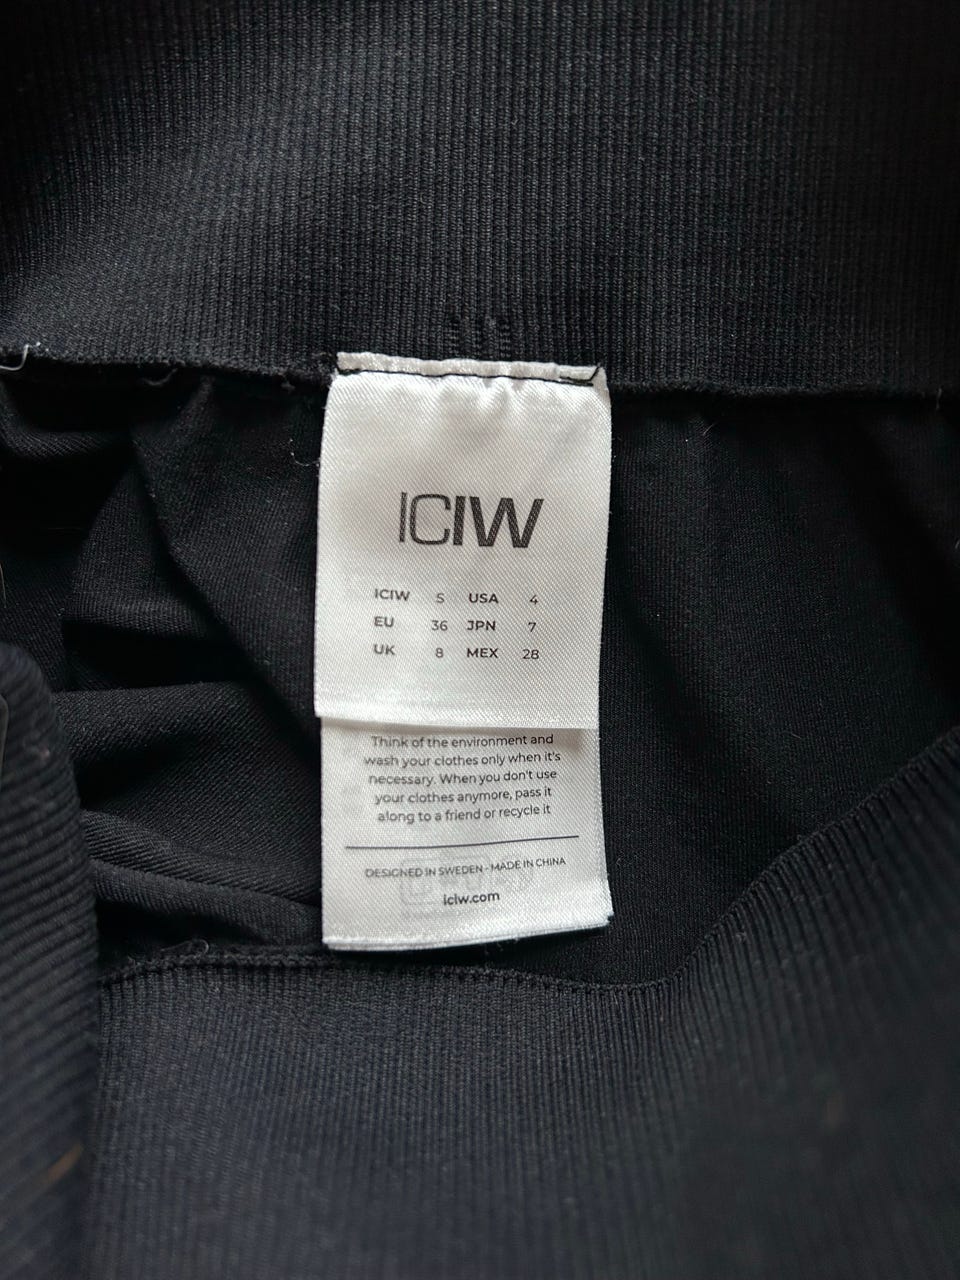 ICIW
ICIW S USA 4
EU 36 JPN 7
UK 8 MEX 28
Think of the environment and
wash your clothes only when it's
necessary. When you don't use
your clothes anymore, pass it
along to a friend or recycle it
DESIGNED IN SWEDEN - MADE IN CHINA
iciw.com